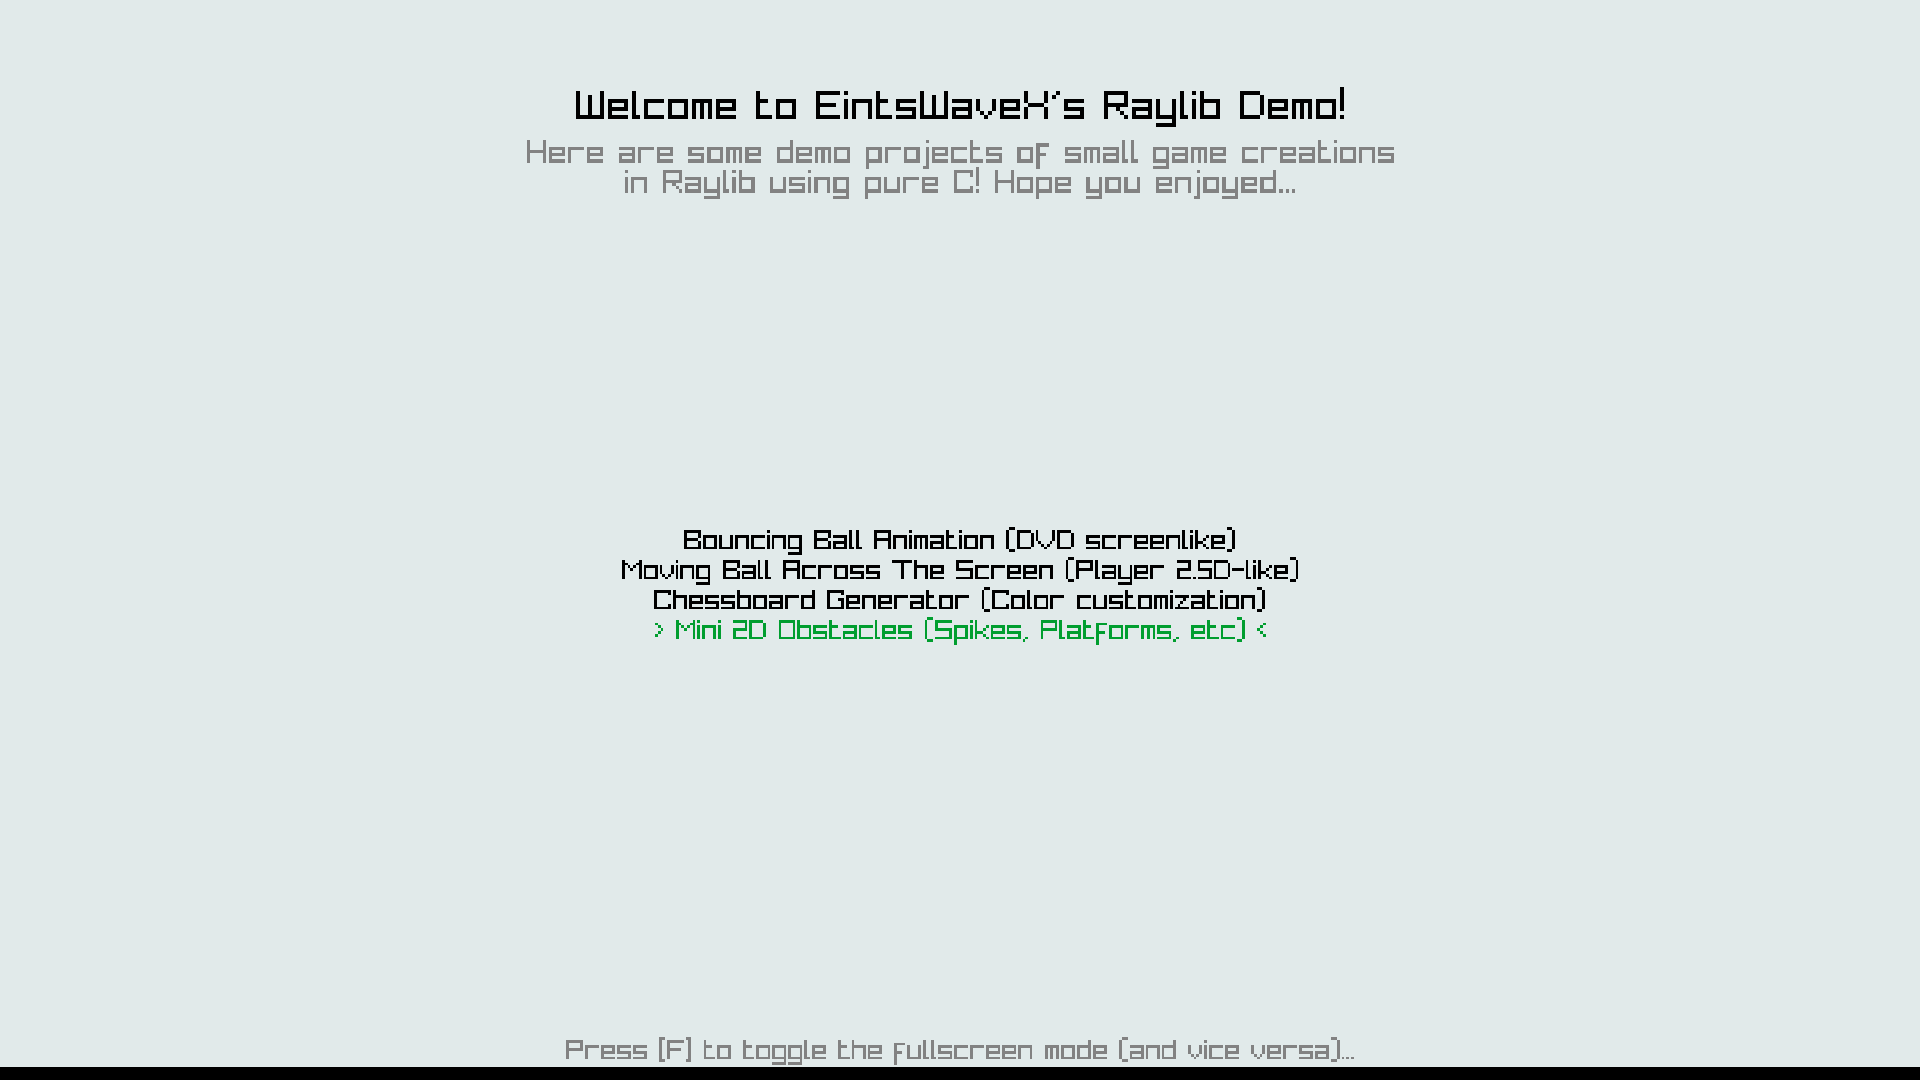 Welcome to EintsWaveX's Raylib Demo!
Here are some demo projects of small game creations
in Raylib using pure C! Hope you enjoyed...
Bouncing Ball Animation (DVD screenlike)
Moving Ball Across The Screen (Player 2.5D-like)
Chessboard Generator (Color customization)
> Mini 2D Obstacles (Spikes, Platforms, etc) <
Press [F] to toggle the fullscreen mode (and vice versa)...